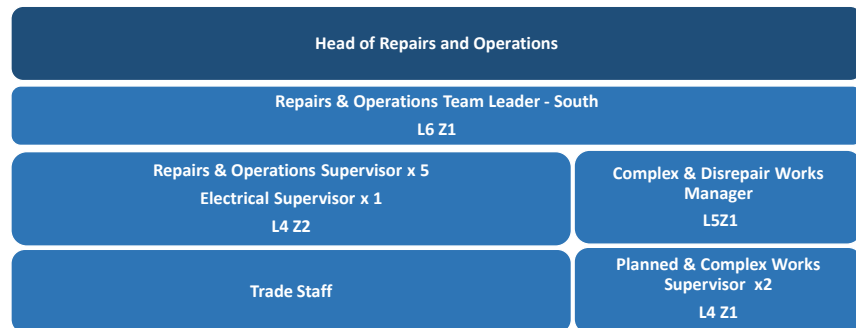 Head of Repairs and Operations
Repairs & Operations Team Leader - South
L6 Z1
Repairs & Operations Supervisor x 5
Electrical Supervisor x 1
L4 Z2
Complex & Disrepair Works
Manager
L5Z1
Trade Staff
Planned & Complex Works
Supervisor x2
L4 Z1